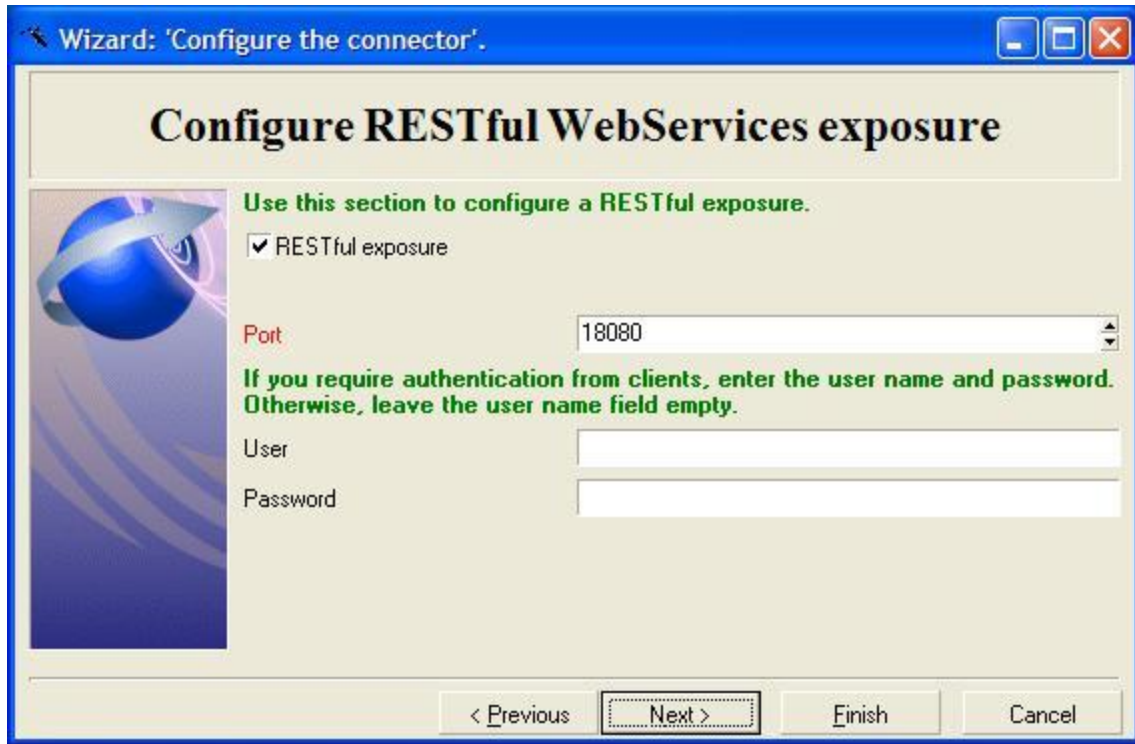 Wizard: 'Configure the connector'.
Configure RESTful WebServices exposure
Use this section to configure a RESTful exposure.
RESTful exposure
Port 18080
If you require authentication from clients, enter the user name and password.
Otherwise, leave the user name field empty.
User
Password
< Previous Next > Finish Cancel